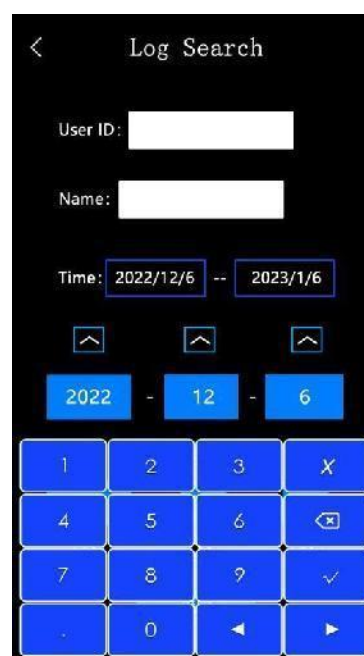 Log Search
User ID:
Name:
Time: 2022/12/6 -- 2023/1/6
2022 - 12 - 6
1 2 3 X
4 5 6
7 8 9
. 0